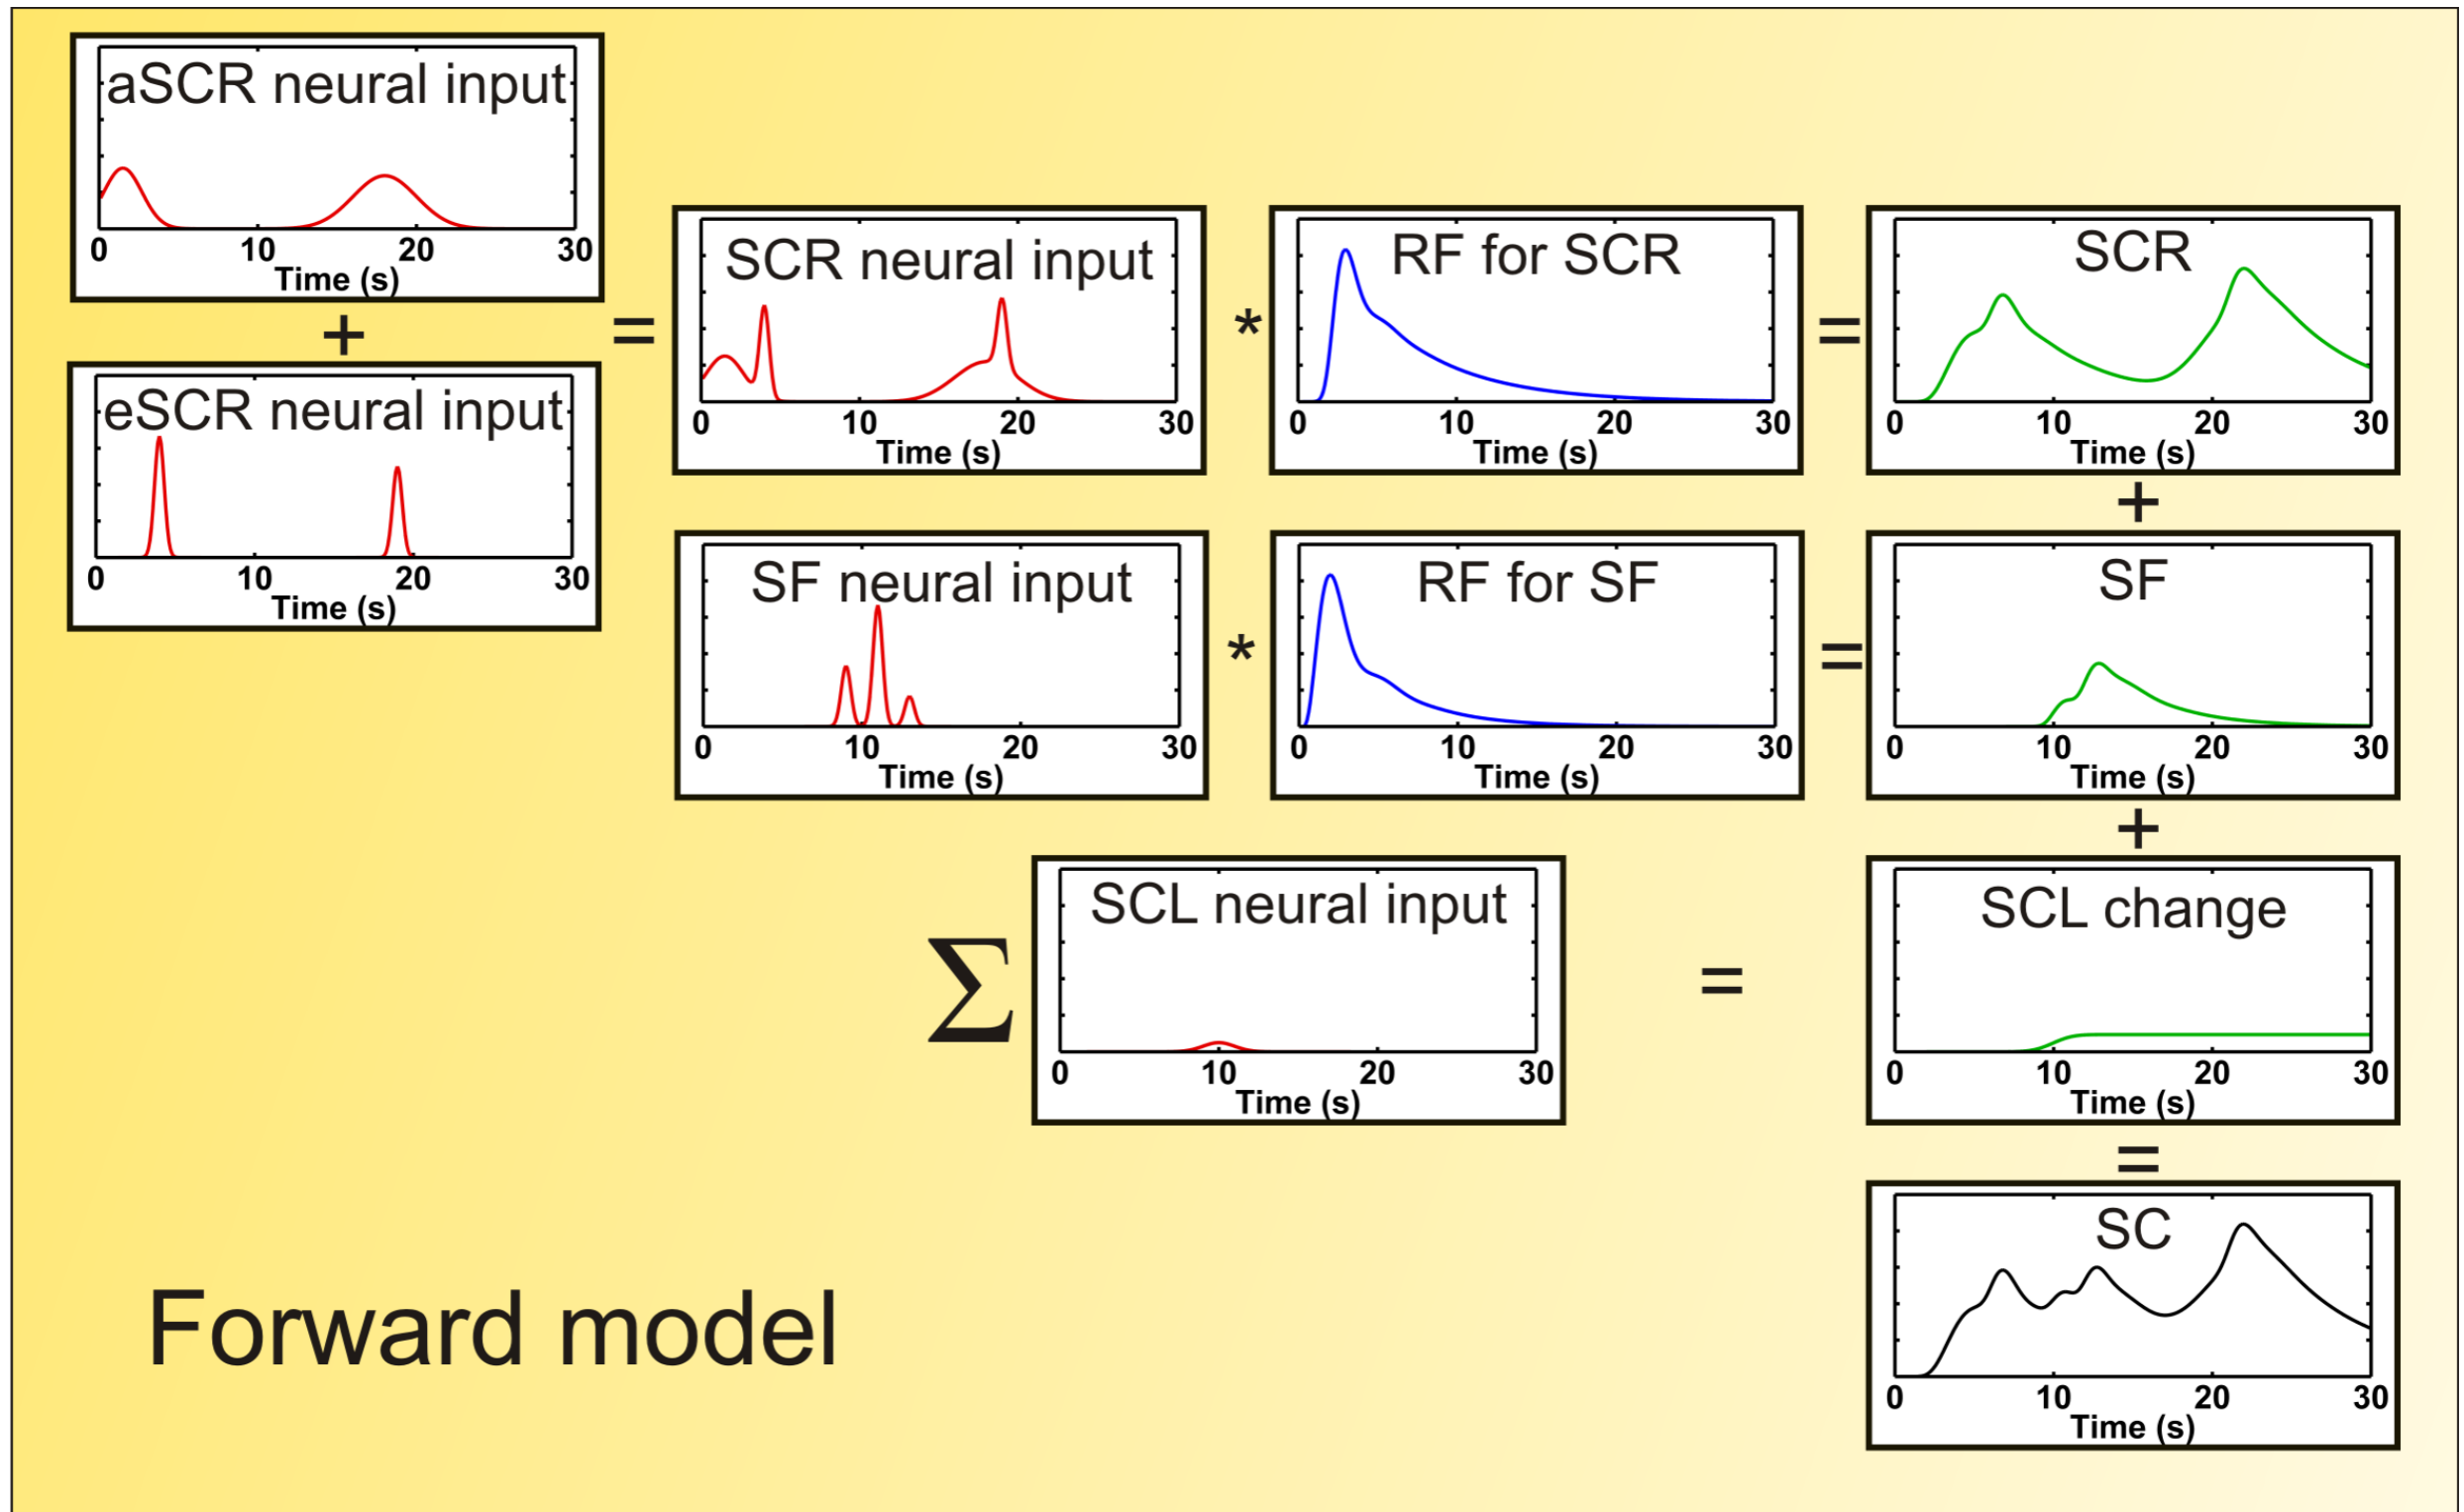 aSCR neural input
0 10 20 30
Time (s)
+
eSCR neural input
0 10 20 30
Time (s)
=
SCR neural input
0 10 20 30
Time (s)
*
RF for SCR
0 10 20 30
Time (s)
=
SCR
0 10 20 30
Time (s)
+
SF neural input
0 10 20 30
Time (s)
*
RF for SF
0 10 20 30
Time (s)
=
SF
0 10 20 30
Time (s)
+
Σ
SCL neural input
0 10 20 30
Time (s)
=
SCL change
0 10 20 30
Time (s)
=
SC
0 10 20 30
Time (s)
Forward model